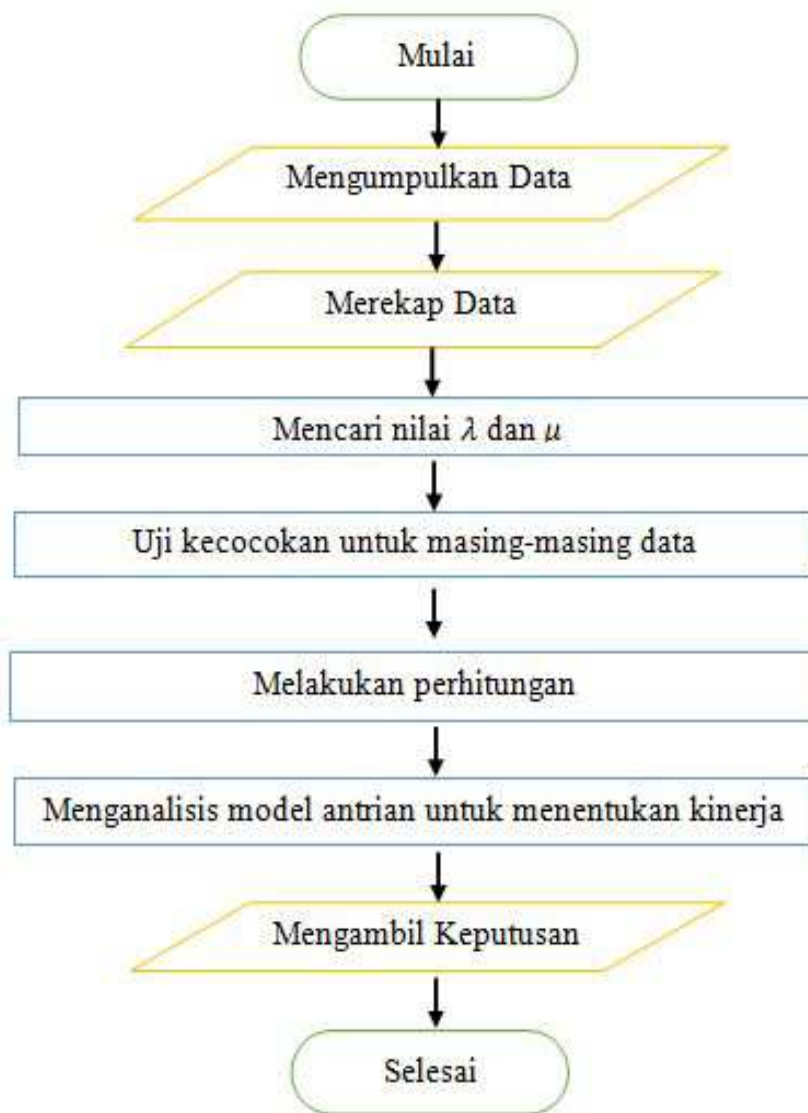 Mulai
Mengumpulkan Data
Merekap Data
Mencari nilai λ dan μ
Uji kecocokan untuk masing-masing data
Melakukan perhitungan
Menganalisis model antrian untuk menentukan kinerja
Mengambil Keputusan
Selesai